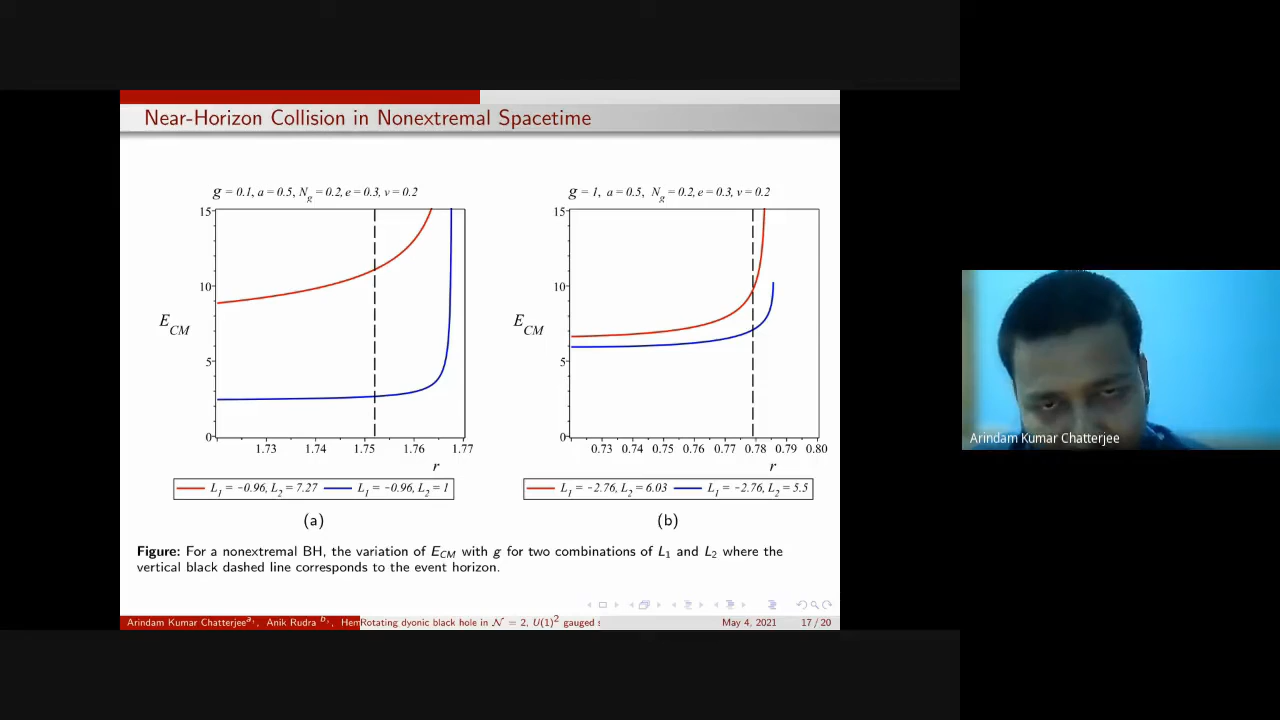 Near-Horizon Collision in Nonextremal Spacetime
g = 0.1, a = 0.5, N_g = 0.2, e = 0.3, v = 0.2
15
10
E_CM
5
0
1.73 1.74 1.75 1.76 1.77
r
L_1 = −0.96, L_2 = 7.27 L_1 = −0.96, L_2 = 1
(a)
g = 1, a = 0.5, N_g = 0.2, e = 0.3, v = 0.2
15
10
E_CM
5
0
0.73 0.74 0.75 0.76 0.77 0.78 0.79 0.80
r
L_1 = −2.76, L_2 = 6.03 L_1 = −2.76, L_2 = 5.5
(b)
Figure: For a nonextremal BH, the variation of E_CM with g for two combinations of L_1 and L_2 where the
vertical black dashed line corresponds to the event horizon.
Arindam Kumar Chatterjee^a, , Anik Rudra ^b, , Hem Rotating dyonic black hole in 𝒩 = 2, U(1)^2 gauged s May 4, 2021 17 / 20
Arindam Kumar Chatterjee